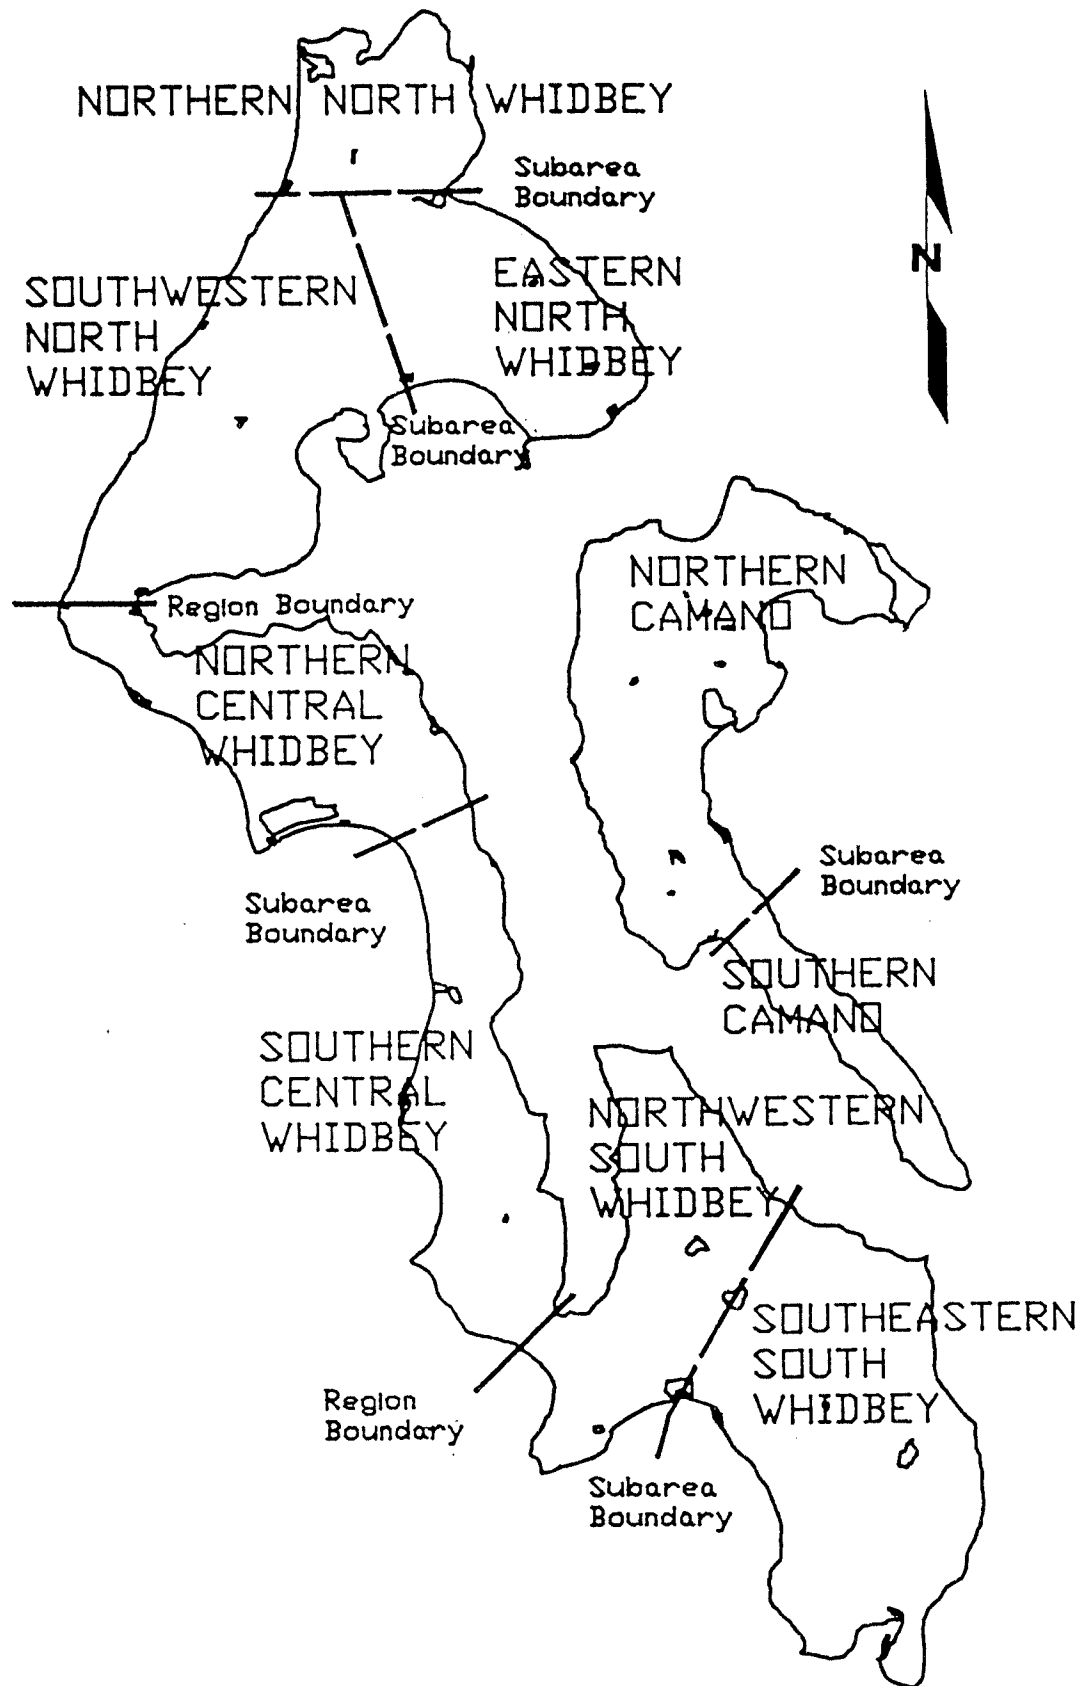 NORTHERN NORTH WHIDBEY
Subarea
Boundary
N
SOUTHWESTERN
NORTH
WHIDBEY
EASTERN
NORTH
WHIDBEY
Subarea
Boundary
Region Boundary
NORTHERN
CAMANO
NORTHERN
CENTRAL
WHIDBEY
Subarea
Boundary
Subarea
Boundary
SOUTHERN
CAMANO
SOUTHERN
CENTRAL
WHIDBEY
NORTHWESTERN
SOUTH
WHIDBEY
SOUTHEASTERN
SOUTH
WHIDBEY
Region
Boundary
Subarea
Boundary